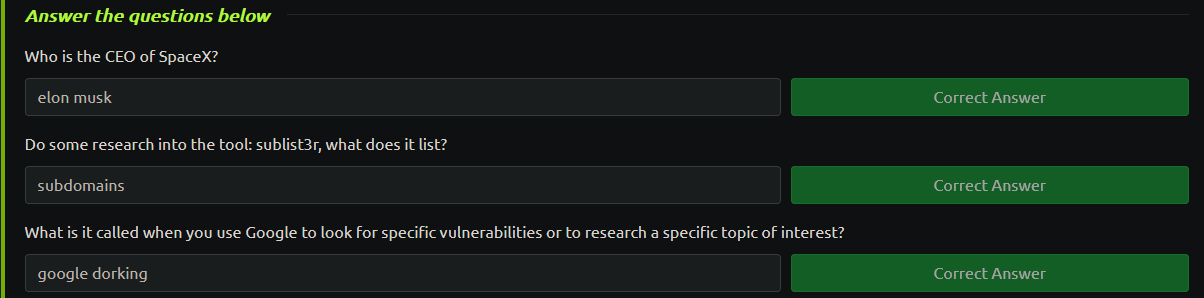 Answer the questions below
Who is the CEO of SpaceX?
elon musk
Correct Answer
Do some research into the tool: sublist3r, what does it list?
subdomains
Correct Answer
What is it called when you use Google to look for specific vulnerabilities or to research a specific topic of interest?
google dorking
Correct Answer